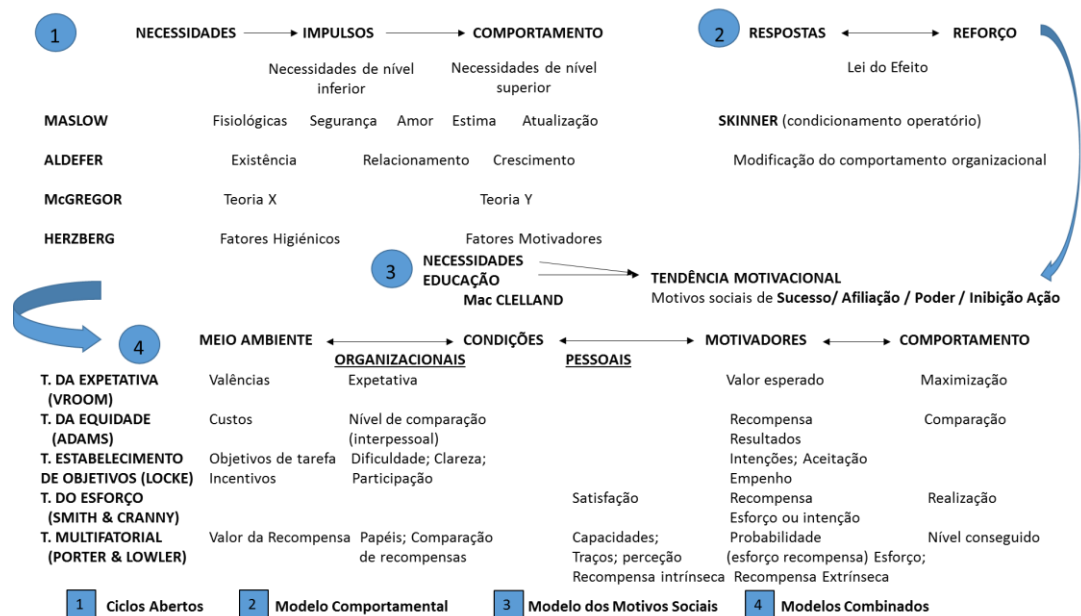 1 NECESSIDADES IMPULSOS COMPORTAMENTO
Necessidades de nível inferior Necessidades de nível superior
MASLOW Fisiológicas Segurança Amor Estima Atualização
ALDEFER Existência Relacionamento Crescimento
McGREGOR Teoria X Teoria Y
HERZBERG Fatores Higiénicos Fatores Motivadores
2 RESPOSTAS REFORÇO
Lei do Efeito
SKINNER (condicionamento operatório)
Modificação do comportamento organizacional
3 NECESSIDADES
EDUCAÇÃO
Mac CLELLAND
TENDÊNCIA MOTIVACIONAL
Motivos sociais de Sucesso/ Afiliação / Poder / Inibição Ação
4 MEIO AMBIENTE CONDIÇÕES MOTIVADORES COMPORTAMENTO
ORGANIZACIONAIS PESSOAIS
T. DA EXPETATIVA Valências Expetativa Valor esperado Maximização
(VROOM)
T. DA EQUIDADE Custos Nível de comparação Recompensa Comparação
(ADAMS) (interpessoal) Resultados
T. ESTABELECIMENTO Objetivos de tarefa Dificuldade; Clareza; Intenções; Aceitação
DE OBJETIVOS (LOCKE) Incentivos Participação Empenho
T. DO ESFORÇO Satisfação Recompensa Realização
(SMITH & CRANNY) Esforço ou intenção
T. MULTIFATORIAL Valor da Recompensa Papéis; Comparação Capacidades; Probabilidade Nível conseguido
(PORTER & LOWLER) de recompensas Traços; perceção (esforço recompensa) Esforço;
Recompensa intrínseca Recompensa Extrínseca
1 Ciclos Abertos 2 Modelo Comportamental 3 Modelo dos Motivos Sociais 4 Modelos Combinados